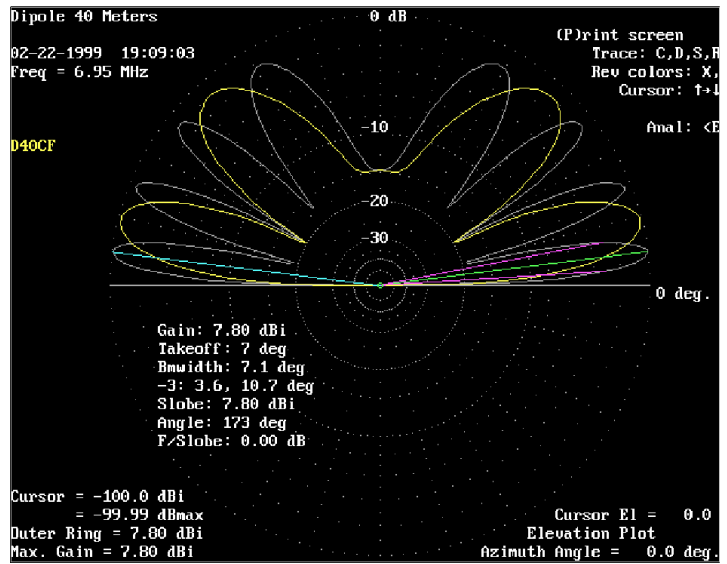 Dipole 40 Meters
0 dB
(P)rint screen
02-22-1999 19:09:03
Trace: C,D,S,
Freq = 6.95 MHz
Rev colors: X,
Cursor: ↑→↓
-10
Anal: <E
D40CF
-20
-30
0 deg.
Gain: 7.80 dBi
Takeoff: 7 deg
Bmwidth: 7.1 deg
-3: 3.6, 10.7 deg
Slobe: 7.80 dBi
Angle: 173 deg
F/Slobe: 0.00 dB
Cursor = -100.0 dBi
= -99.99 dBmax
Cursor El = 0.0
Outer Ring = 7.80 dBi
Elevation Plot
Max. Gain = 7.80 dBi
Azimuth Angle = 0.0 deg.